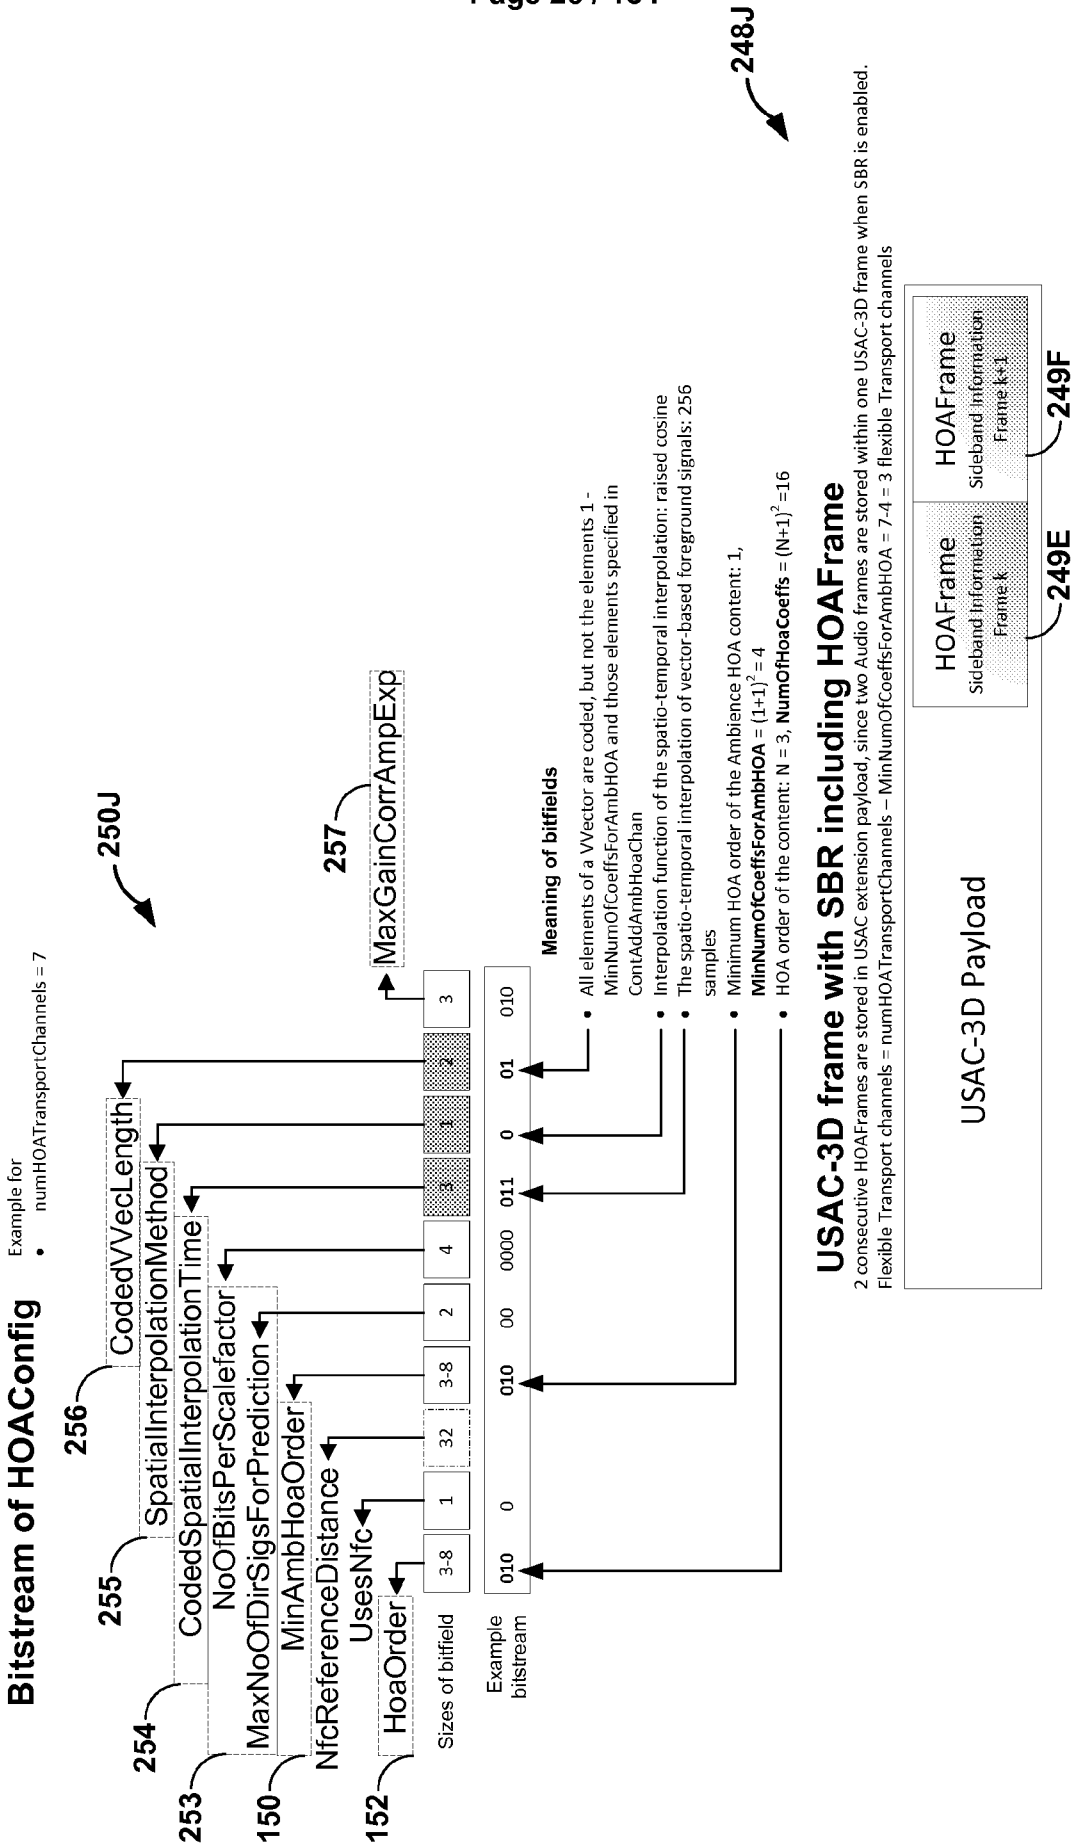 Bitstream of HOAConfig
Example for
• numHOATransportChannels = 7
250J
256
CodedVVecLength
255
SpatialInterpolationMethod
254
CodedSpatialInterpolationTime
253
NoOfBitsPerScalefactor
MaxNoOfDirSigsForPrediction
150
MinAmbHoaOrder
NfcReferenceDistance
UsesNfc
152
HoaOrder
257
MaxGainCorrAmpExp
Sizes of bitfield
3-8 1 32 3-8 2 4 3 1 2 3
Example
bitstream
010 0 010 00 0000 011 0 01 010
Meaning of bitfields
• All elements of a VVector are coded, but not the elements 1 -
MinNumOfCoeffsForAmbHOA and those elements specified in
ContAddAmbHoaChan
• Interpolation function of the spatio-temporal interpolation: raised cosine
• The spatio-temporal interpolation of vector-based foreground signals: 256
samples
• Minimum HOA order of the Ambience HOA content: 1,
MinNumOfCoeffsForAmbHOA = (1+1)² = 4
• HOA order of the content: N = 3, NumOfHoaCoeffs = (N+1)² =16
248J
USAC-3D frame with SBR including HOAFrame
2 consecutive HOAFrames are stored in USAC extension payload, since two Audio frames are stored within one USAC-3D frame when SBR is enabled.
Flexible Transport channels = numHOATransportChannels – MinNumOfCoeffsForAmbHOA = 7-4 = 3 flexible Transport channels
USAC-3D Payload
HOAFrame
Sideband Information
Frame k
HOAFrame
Sideband Information
Frame k+1
249E
249F